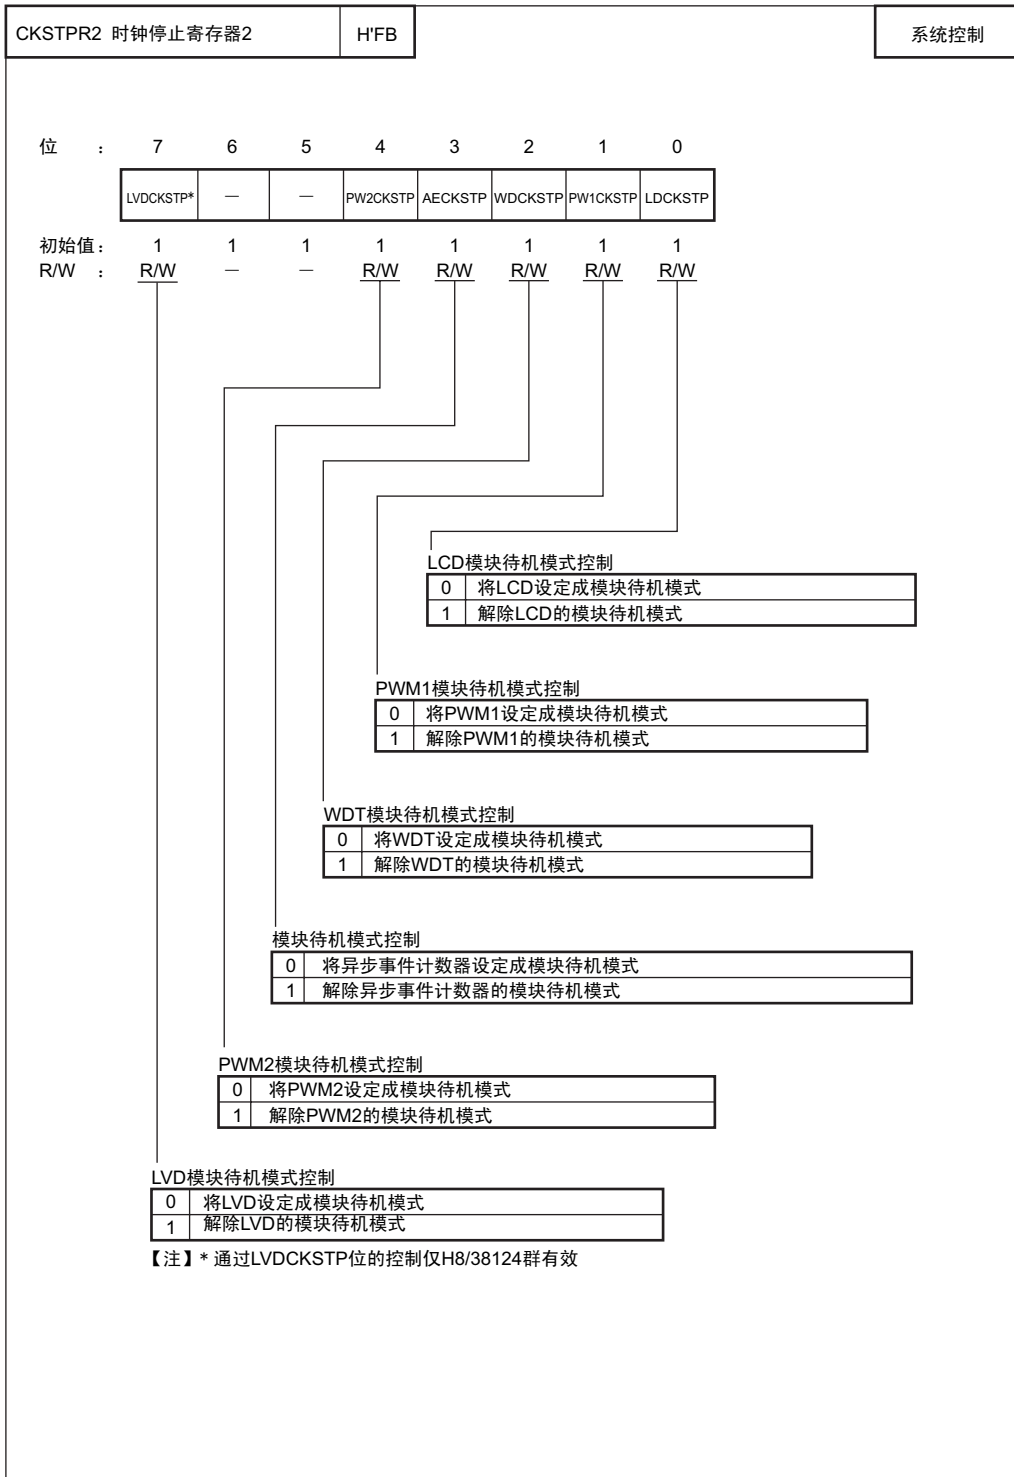 CKSTPR2 时钟停止寄存器2 H'FB 系统控制
位 : 7 6 5 4 3 2 1 0
LVDCKSTP* — — PW2CKSTP AECKSTP WDCKSTP PW1CKSTP LDCKSTP
初始值: 1 1 1 1 1 1 1 1
R/W : R/W — — R/W R/W R/W R/W R/W
LCD模块待机模式控制
0 将LCD设定成模块待机模式
1 解除LCD的模块待机模式
PWM1模块待机模式控制
0 将PWM1设定成模块待机模式
1 解除PWM1的模块待机模式
WDT模块待机模式控制
0 将WDT设定成模块待机模式
1 解除WDT的模块待机模式
模块待机模式控制
0 将异步事件计数器设定成模块待机模式
1 解除异步事件计数器的模块待机模式
PWM2模块待机模式控制
0 将PWM2设定成模块待机模式
1 解除PWM2的模块待机模式
LVD模块待机模式控制
0 将LVD设定成模块待机模式
1 解除LVD的模块待机模式
【注】* 通过LVDCKSTP位的控制仅H8/38124群有效